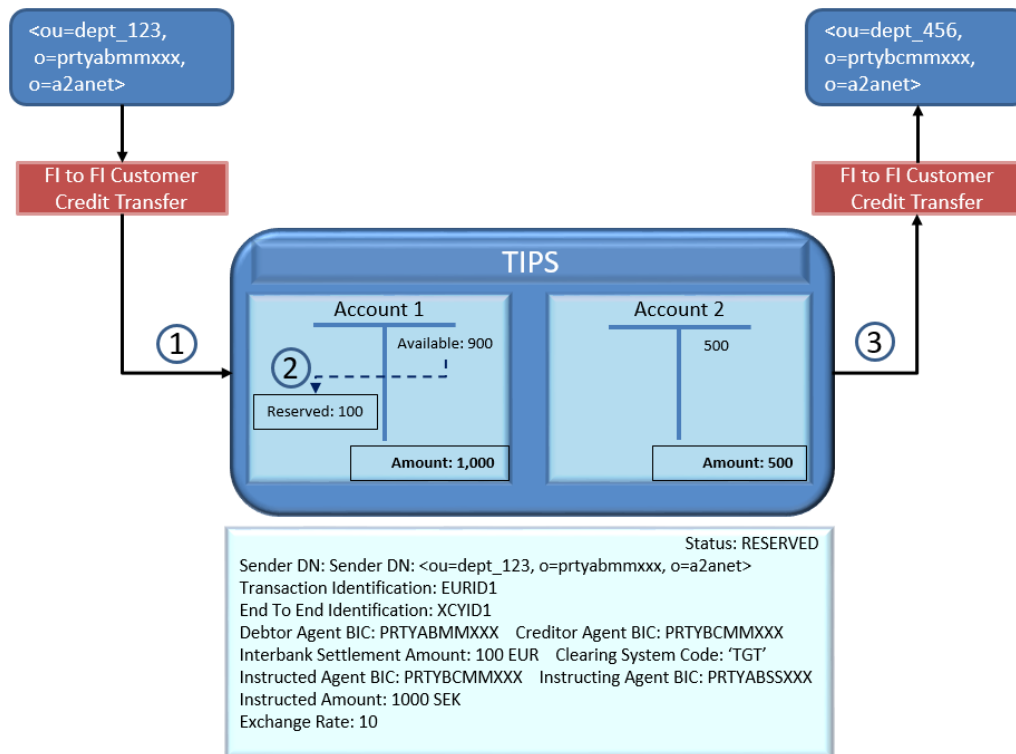 <ou=dept_123,
o=prtyabmmxxx,
o=a2anet>
<ou=dept_456,
o=prtybcmmxxx,
o=a2anet>
FI to FI Customer
Credit Transfer
FI to FI Customer
Credit Transfer
TIPS
1
3
Account 1
Available: 900
2
Reserved: 100
Amount: 1,000
Account 2
500
Amount: 500
Status: RESERVED
Sender DN: Sender DN: <ou=dept_123, o=prtyabmmxxx, o=a2anet>
Transaction Identification: EURID1
End To End Identification: XCYID1
Debtor Agent BIC: PRTYABMMXXX Creditor Agent BIC: PRTYBCMMXXX
Interbank Settlement Amount: 100 EUR Clearing System Code: ‘TGT’
Instructed Agent BIC: PRTYBCMMXXX Instructing Agent BIC: PRTYABSSXXX
Instructed Amount: 1000 SEK
Exchange Rate: 10